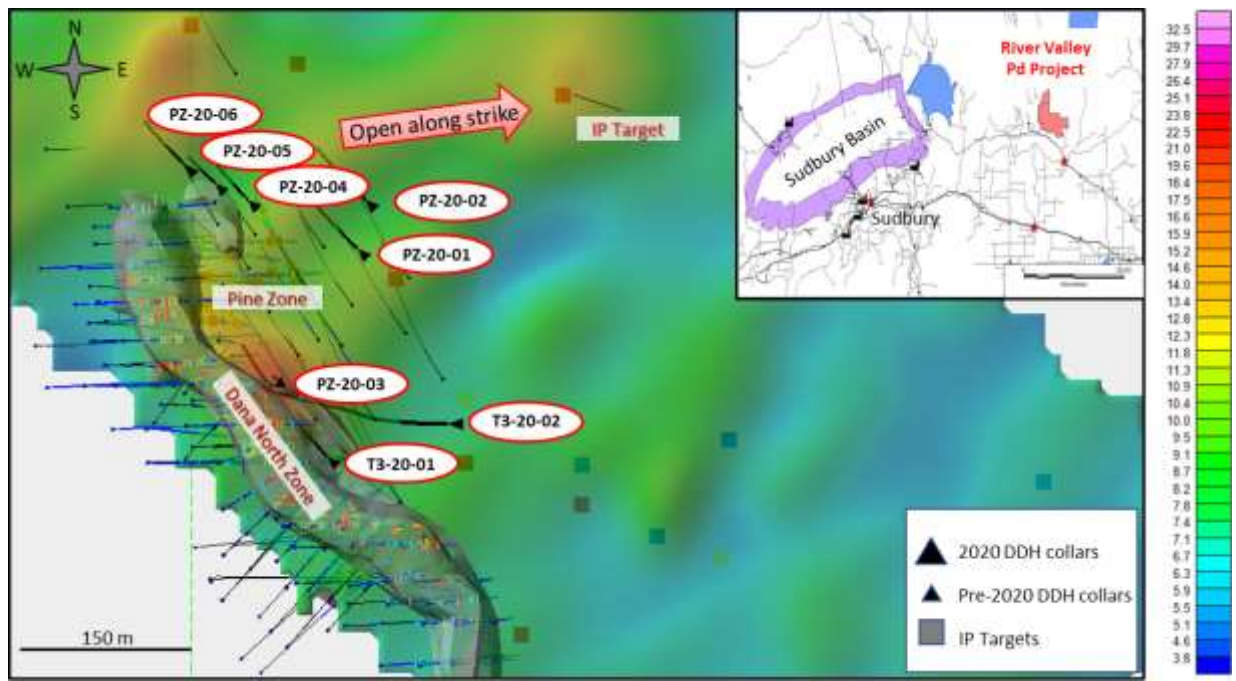 N
W
E
S
PZ-20-06
PZ-20-05
PZ-20-04
PZ-20-02
PZ-20-01
Open along strike
IP Target
Pine Zone
PZ-20-03
Dana North Zone
T3-20-02
T3-20-01
150 m
River Valley
Pd Project
Sudbury Basin
Sudbury
2020 DDH collars
Pre-2020 DDH collars
IP Targets
32.5
29.7
27.9
26.4
25.1
23.8
22.5
21.0
19.6
18.4
17.5
16.6
15.9
15.2
14.6
14.0
13.4
12.8
12.3
11.8
11.3
10.9
10.4
10.0
9.5
9.1
8.7
8.2
7.8
7.4
7.1
6.7
6.3
5.9
5.5
5.1
4.6
3.8